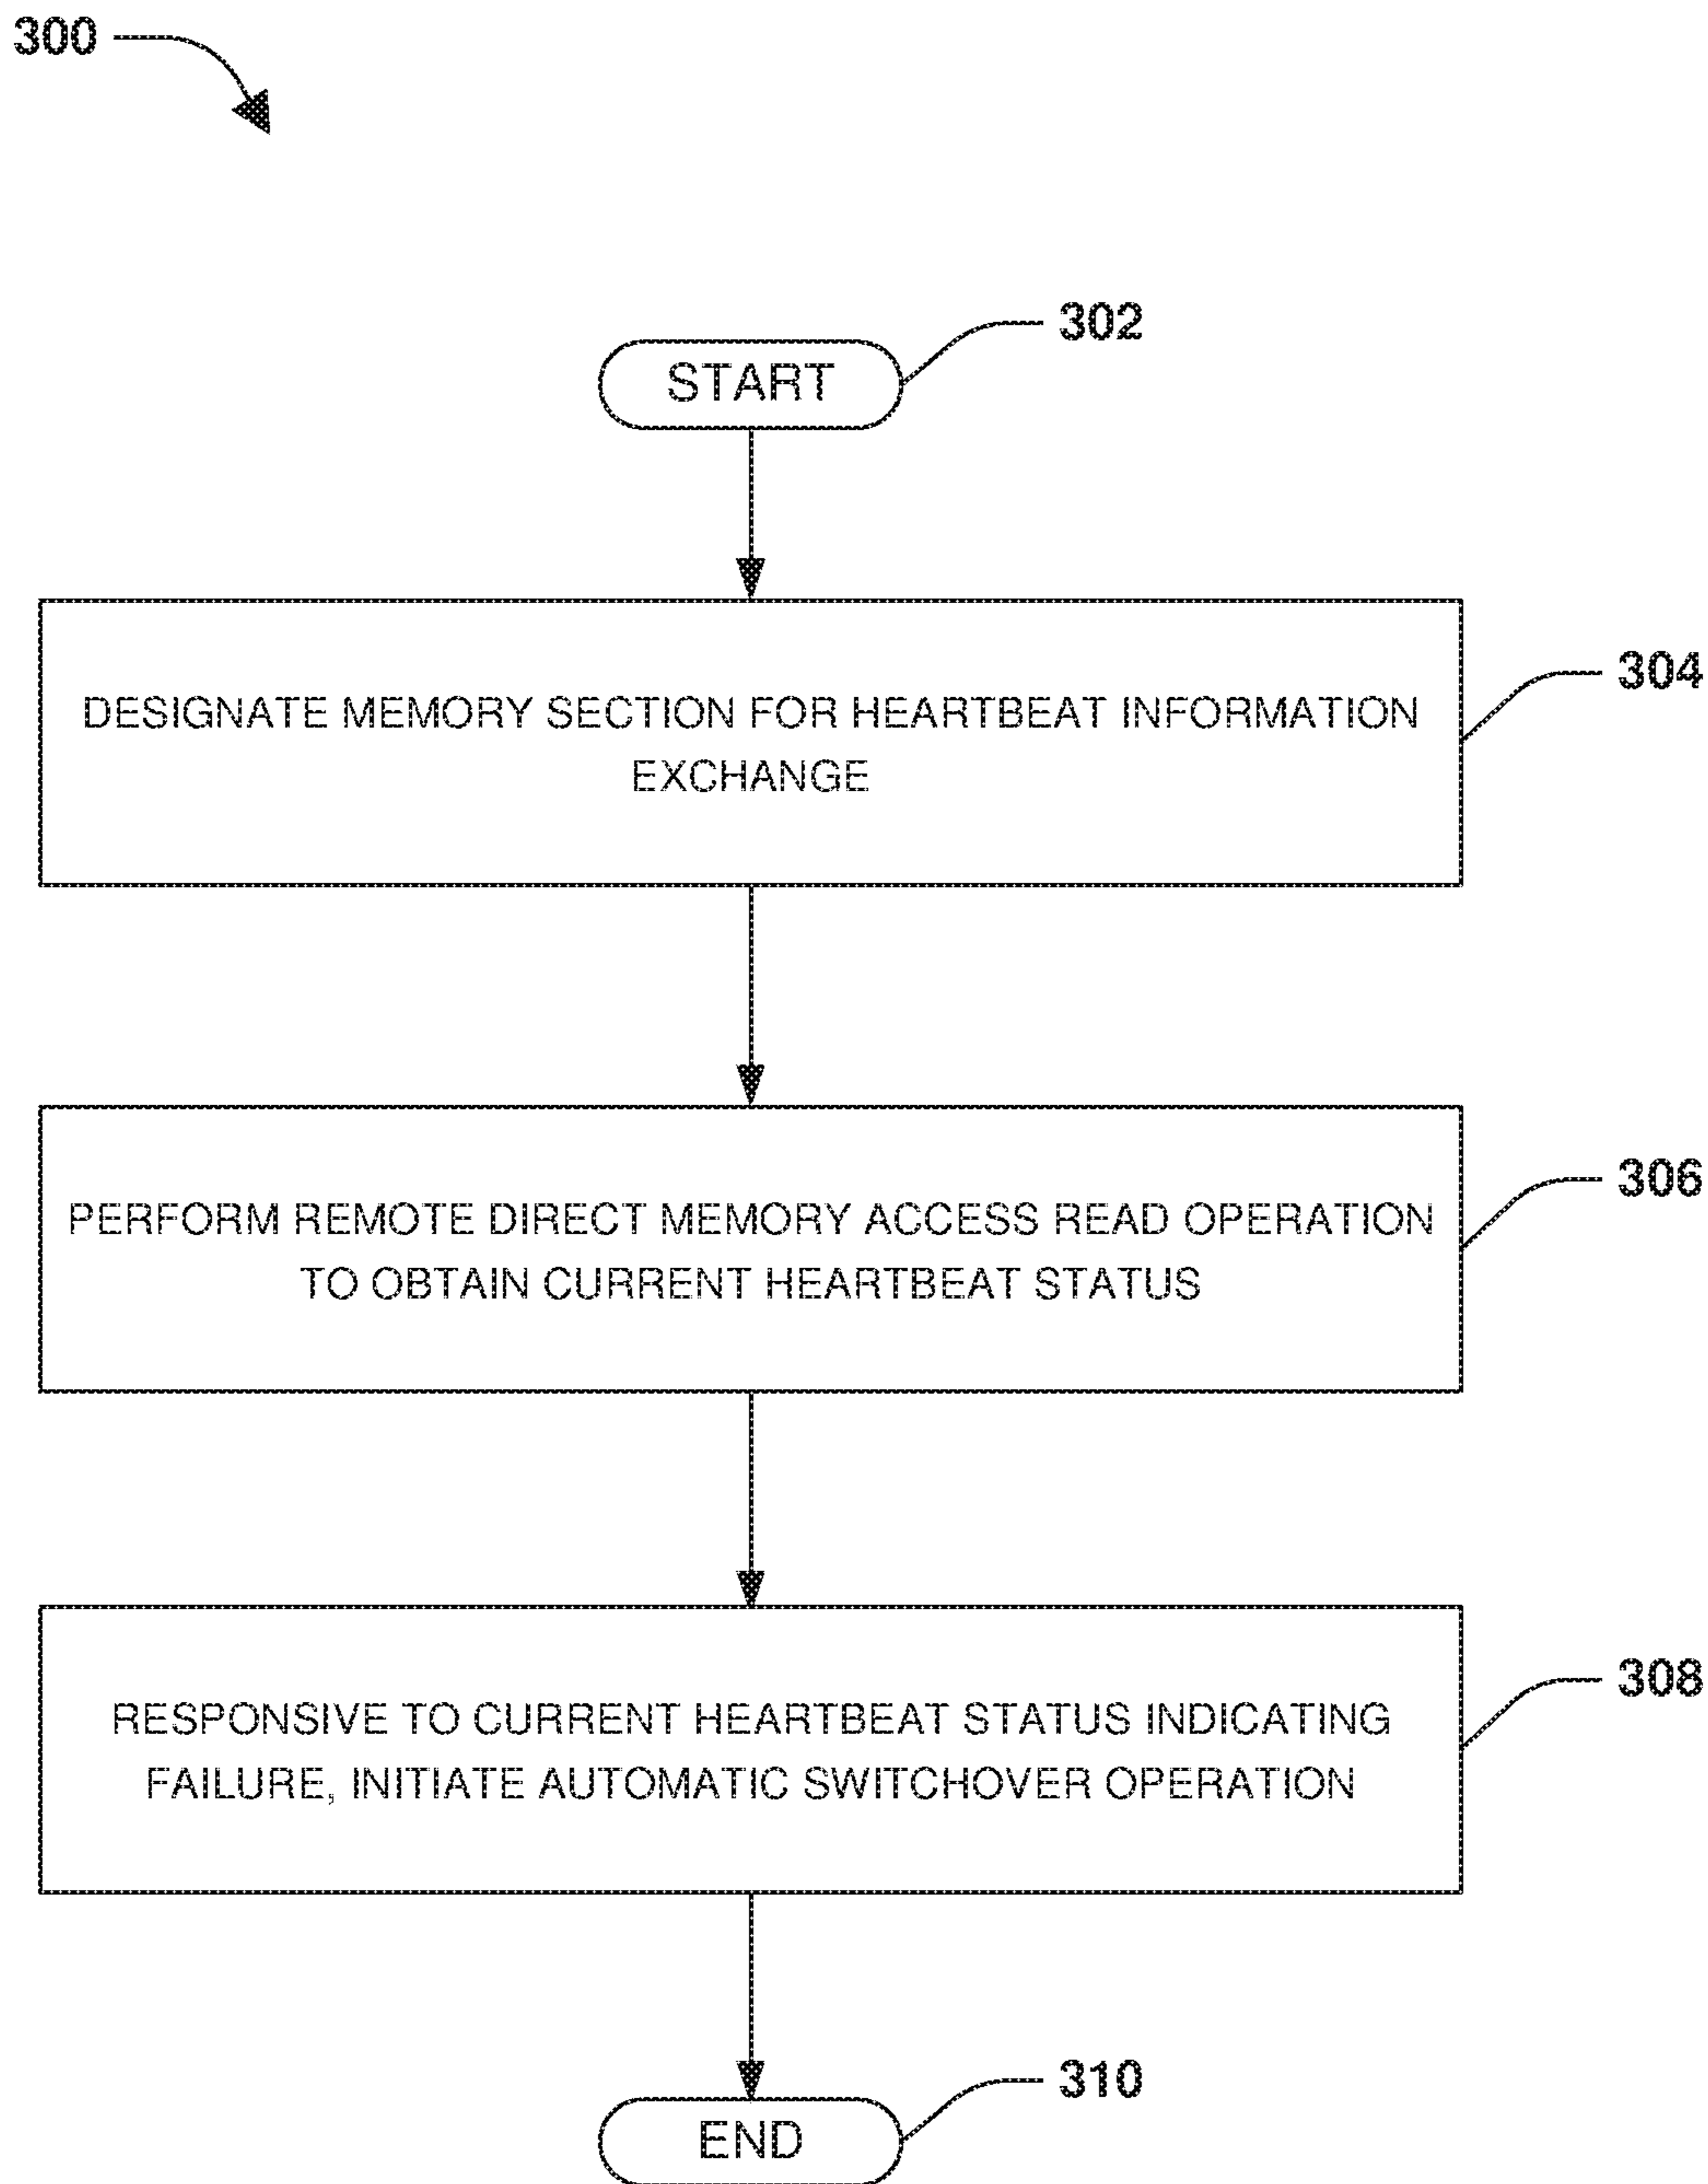 300
302
START
304
DESIGNATE MEMORY SECTION FOR HEARTBEAT INFORMATION
EXCHANGE
306
PERFORM REMOTE DIRECT MEMORY ACCESS READ OPERATION
TO OBTAIN CURRENT HEARTBEAT STATUS
308
RESPONSIVE TO CURRENT HEARTBEAT STATUS INDICATING
FAILURE, INITIATE AUTOMATIC SWITCHOVER OPERATION
310
END